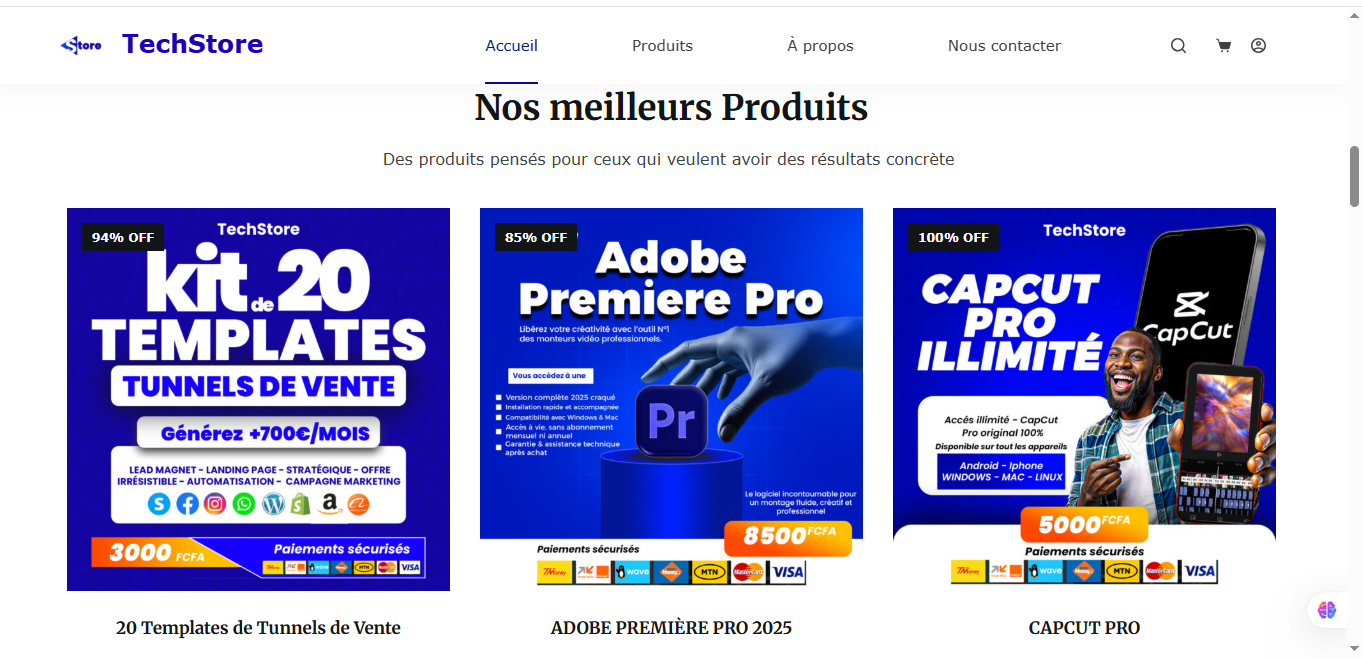 Store
TechStore
Accueil
Produits
À propos
Nous contacter
Nos meilleurs Produits
Des produits pensés pour ceux qui veulent avoir des résultats concrète
94% OFF
TechStore
kit de 20
TEMPLATES
TUNNELS DE VENTE
Générez +700€/MOIS
LEAD MAGNET - LANDING PAGE - STRATÉGIQUE - OFFRE
IRRÉSISTIBLE - AUTOMATISATION - CAMPAGNE MARKETING
3000 FCFA
Paiements sécurisés
wave
MTN
MasterCard
VISA
20 Templates de Tunnels de Vente
85% OFF
Adobe
Premiere Pro
Libérez votre créativité avec l'outil N°1
des monteurs vidéo professionnels.
Vous accédez à une
Version complète 2025 craqué
Installation rapide et accompagnée
Compatibilité avec Windows & Mac
Accès à vie, sans abonnement
mensuel ni annuel
Garantie & assistance technique
après achat
Pr
Le logiciel incontournable pour
un montage fluide, créatif et
professionnel
8500 FCFA
Paiements sécurisés
TMoney
wave
Money
MTN
MasterCard
VISA
ADOBE PREMIÈRE PRO 2025
100% OFF
TechStore
CAPCUT
PRO
ILLIMITÉ
CapCut
Accés illimité - CapCut
Pro original 100%
Disponible sur tout les appareils
Android - Iphone
WINDOWS - MAC - LINUX
5000 FCFA
Paiements sécurisés
TMoney
wave
Money
MTN
MasterCard
VISA
CAPCUT PRO